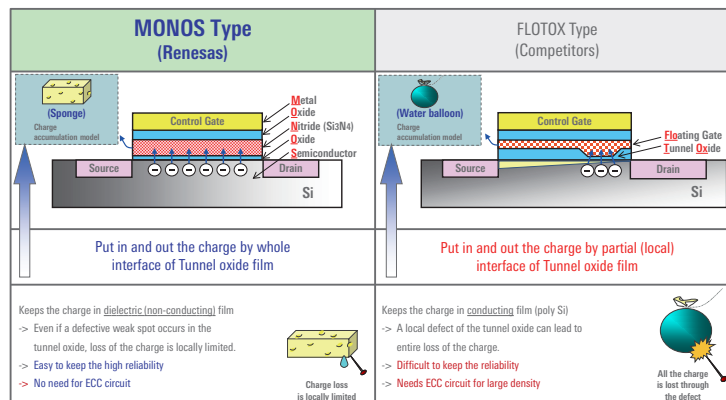 MONOS Type
(Renesas)
FLOTOX Type
(Competitors)
(Sponge)
Charge
accumulation model
Control Gate
Metal
Oxide
Nitride (Si3N4)
Oxide
Semiconductor
Source
Drain
Si
(Water balloon)
Charge
accumulation model
Control Gate
Floating Gate
Tunnel Oxide
Source
Drain
Si
Put in and out the charge by whole
interface of Tunnel oxide film
Put in and out the charge by partial (local)
interface of Tunnel oxide film
Keeps the charge in dielectric (non-conducting) film
-> Even if a defective weak spot occurs in the
tunnel oxide, loss of the charge is locally limited.
-> Easy to keep the high reliability
-> No need for ECC circuit
Charge loss
is locally limited
Keeps the charge in conducting film (poly Si)
-> A local defect of the tunnel oxide can lead to
entire loss of the charge.
-> Difficult to keep the reliability
-> Needs ECC circuit for large density
All the charge
is lost through
the defect